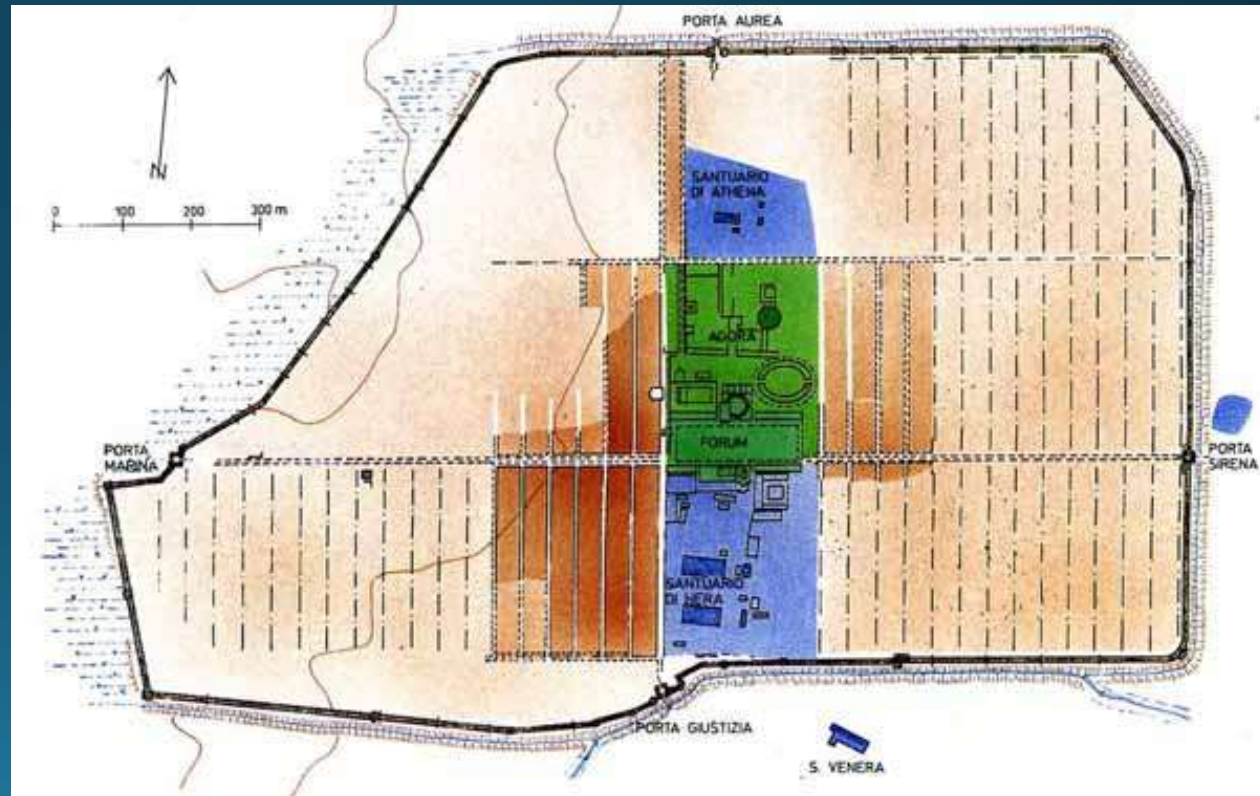 PORTA AUREA
N
0 100 200 300 m
SANTUARIO
DI ATHENA
AGORA
FORUM
PORTA
MARINA
PORTA
SIRENA
SANTUARIO
DI HERA
PORTA GIUSTIZIA
S. VENERA